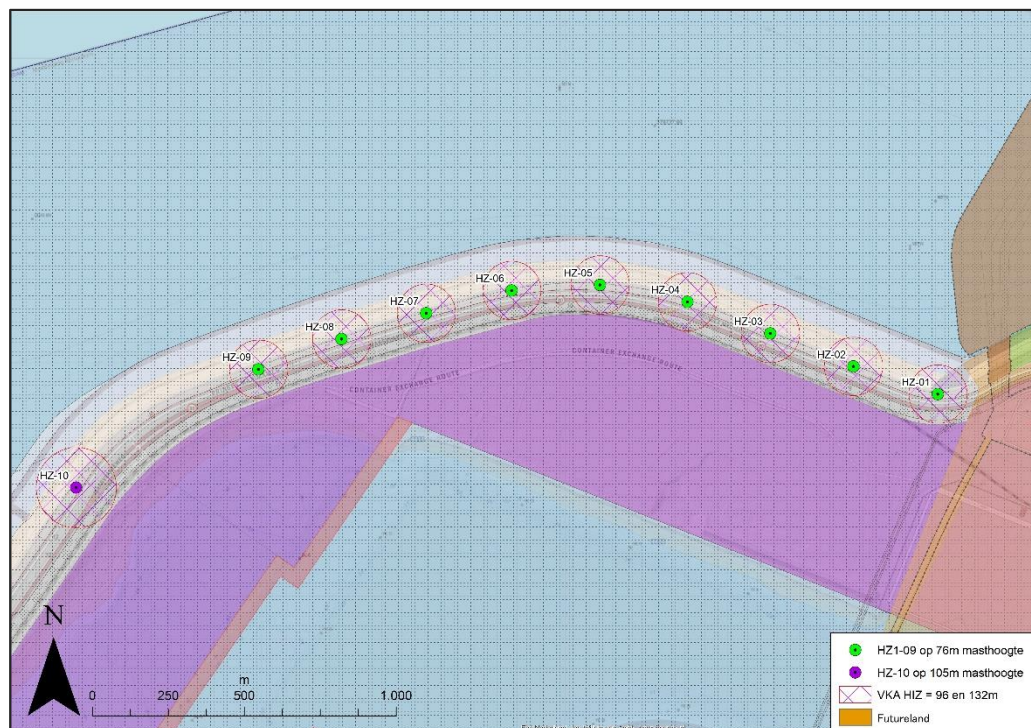 HZ-06
HZ-05
HZ-04
HZ-07
HZ-03
HZ-08
HZ-02
HZ-09
HZ-01
CONTAINER EXCHANGE ROUTE
CONTAINER EXCHANGE ROUTE
HZ-10
N
m
0 250 500 1.000
HZ1-09 op 76m masthoogte
HZ-10 op 105m masthoogte
VKA HIZ = 96 en 132m
Futureland